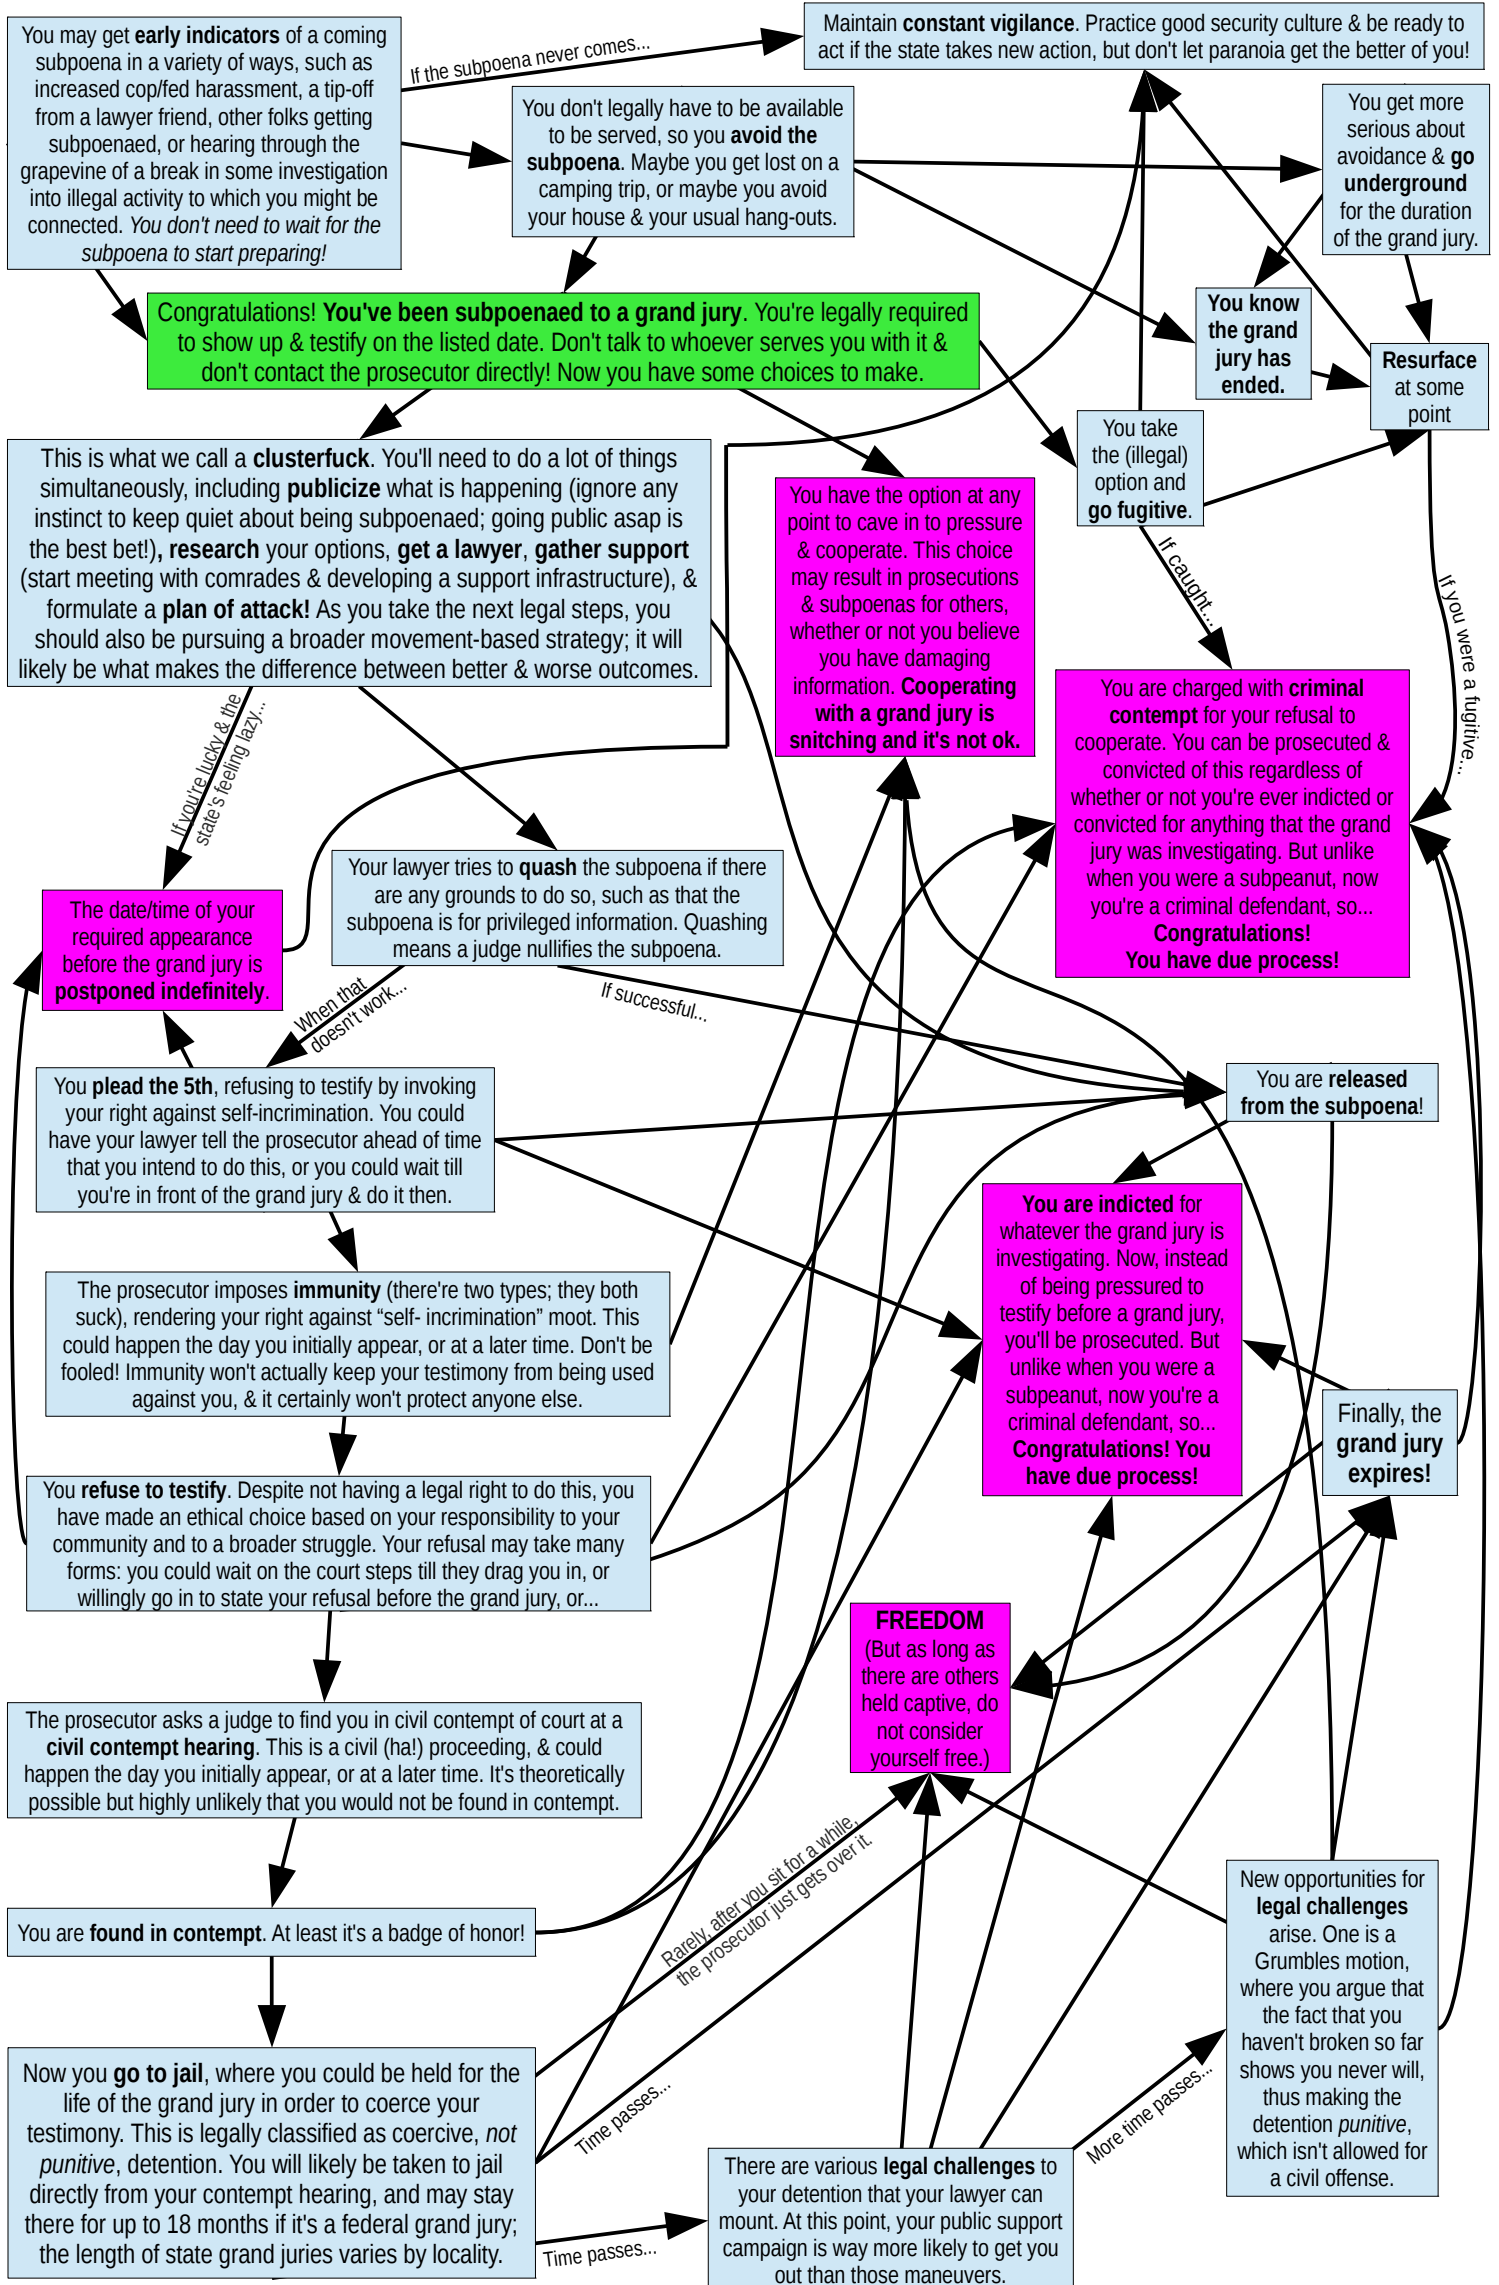 You may get early indicators of a coming
subpoena in a variety of ways, such as
increased cop/fed harassment, a tip-off
from a lawyer friend, other folks getting
subpoenaed, or hearing through the
grapevine of a break in some investigation
into illegal activity to which you might be
connected. You don't need to wait for the
subpoena to start preparing!
If the subpoena never comes...
Maintain constant vigilance. Practice good security culture & be ready to
act if the state takes new action, but don't let paranoia get the better of you!
You don't legally have to be available
to be served, so you avoid the
subpoena. Maybe you get lost on a
camping trip, or maybe you avoid
your house & your usual hang-outs.
You get more
serious about
avoidance & go
underground
for the duration
of the grand jury.
Congratulations! You've been subpoenaed to a grand jury. You're legally required
to show up & testify on the listed date. Don't talk to whoever serves you with it &
don't contact the prosecutor directly! Now you have some choices to make.
You know
the grand
jury has
ended.
Resurface
at some
point
You take
the (illegal)
option and
go fugitive.
This is what we call a clusterfuck. You'll need to do a lot of things
simultaneously, including publicize what is happening (ignore any
instinct to keep quiet about being subpoenaed; going public asap is
the best bet!), research your options, get a lawyer, gather support
(start meeting with comrades & developing a support infrastructure), &
formulate a plan of attack! As you take the next legal steps, you
should also be pursuing a broader movement-based strategy; it will
likely be what makes the difference between better & worse outcomes.
You have the option at any
point to cave in to pressure
& cooperate. This choice
may result in prosecutions
& subpoenas for others,
whether or not you believe
you have damaging
information. Cooperating
with a grand jury is
snitching and it's not ok.
If caught...
If you were a fugitive...
You are charged with criminal
contempt for your refusal to
cooperate. You can be prosecuted &
convicted of this regardless of
whether or not you're ever indicted or
convicted for anything that the grand
jury was investigating. But unlike
when you were a subpeanut, now
you're a criminal defendant, so...
Congratulations!
You have due process!
If you're lucky & the
state's feeling lazy...
Your lawyer tries to quash the subpoena if there
are any grounds to do so, such as that the
subpoena is for privileged information. Quashing
means a judge nullifies the subpoena.
The date/time of your
required appearance
before the grand jury is
postponed indefinitely.
When that
doesn't work...
If successful...
You plead the 5th, refusing to testify by invoking
your right against self-incrimination. You could
have your lawyer tell the prosecutor ahead of time
that you intend to do this, or you could wait till
you're in front of the grand jury & do it then.
You are released
from the subpoena!
You are indicted for
whatever the grand jury is
investigating. Now, instead
of being pressured to
testify before a grand jury,
you'll be prosecuted. But
unlike when you were a
subpeanut, now you're a
criminal defendant, so...
Congratulations! You
have due process!
The prosecutor imposes immunity (there're two types; they both
suck), rendering your right against “self- incrimination” moot. This
could happen the day you initially appear, or at a later time. Don't be
fooled! Immunity won't actually keep your testimony from being used
against you, & it certainly won't protect anyone else.
Finally, the
grand jury
expires!
You refuse to testify. Despite not having a legal right to do this, you
have made an ethical choice based on your responsibility to your
community and to a broader struggle. Your refusal may take many
forms: you could wait on the court steps till they drag you in, or
willingly go in to state your refusal before the grand jury, or...
FREEDOM
(But as long as
there are others
held captive, do
not consider
yourself free.)
The prosecutor asks a judge to find you in civil contempt of court at a
civil contempt hearing. This is a civil (ha!) proceeding, & could
happen the day you initially appear, or at a later time. It's theoretically
possible but highly unlikely that you would not be found in contempt.
Rarely, after you sit for a while,
the prosecutor just gets over it.
You are found in contempt. At least it's a badge of honor!
New opportunities for
legal challenges
arise. One is a
Grumbles motion,
where you argue that
the fact that you
haven't broken so far
shows you never will,
thus making the
detention punitive,
which isn't allowed for
a civil offense.
Now you go to jail, where you could be held for the
life of the grand jury in order to coerce your
testimony. This is legally classified as coercive, not
punitive, detention. You will likely be taken to jail
directly from your contempt hearing, and may stay
there for up to 18 months if it's a federal grand jury;
the length of state grand juries varies by locality.
Time passes...
Time passes...
More time passes...
There are various legal challenges to
your detention that your lawyer can
mount. At this point, your public support
campaign is way more likely to get you
out than those maneuvers.